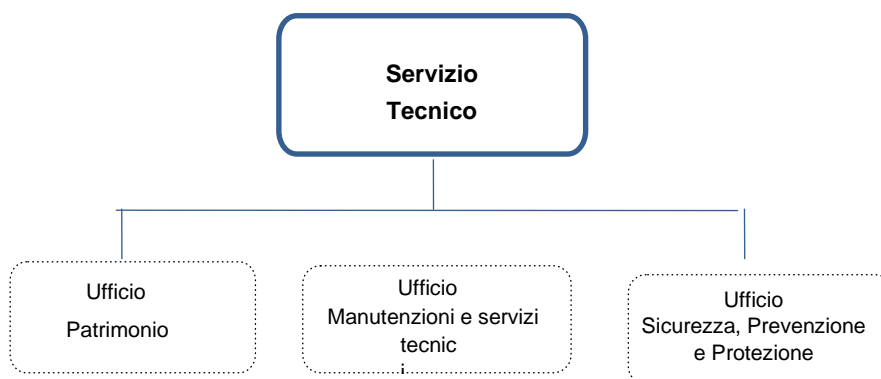 Servizio
Tecnico
Ufficio
Patrimonio
Ufficio
Manutenzioni e servizi
tecnic
i
Ufficio
Sicurezza, Prevenzione
e Protezione